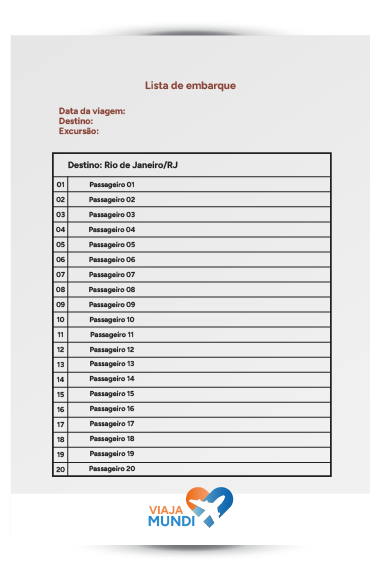 Lista de embarque
Data da viagem:
Destino:
Excursão:
Destino: Rio de Janeiro/RJ
01 Passageiro 01
02 Passageiro 02
03 Passageiro 03
04 Passageiro 04
05 Passageiro 05
06 Passageiro 06
07 Passageiro 07
08 Passageiro 08
09 Passageiro 09
10 Passageiro 10
11 Passageiro 11
12 Passageiro 12
13 Passageiro 13
14 Passageiro 14
15 Passageiro 15
16 Passageiro 16
17 Passageiro 17
18 Passageiro 18
19 Passageiro 19
20 Passageiro 20
VIAJA
MUNDI